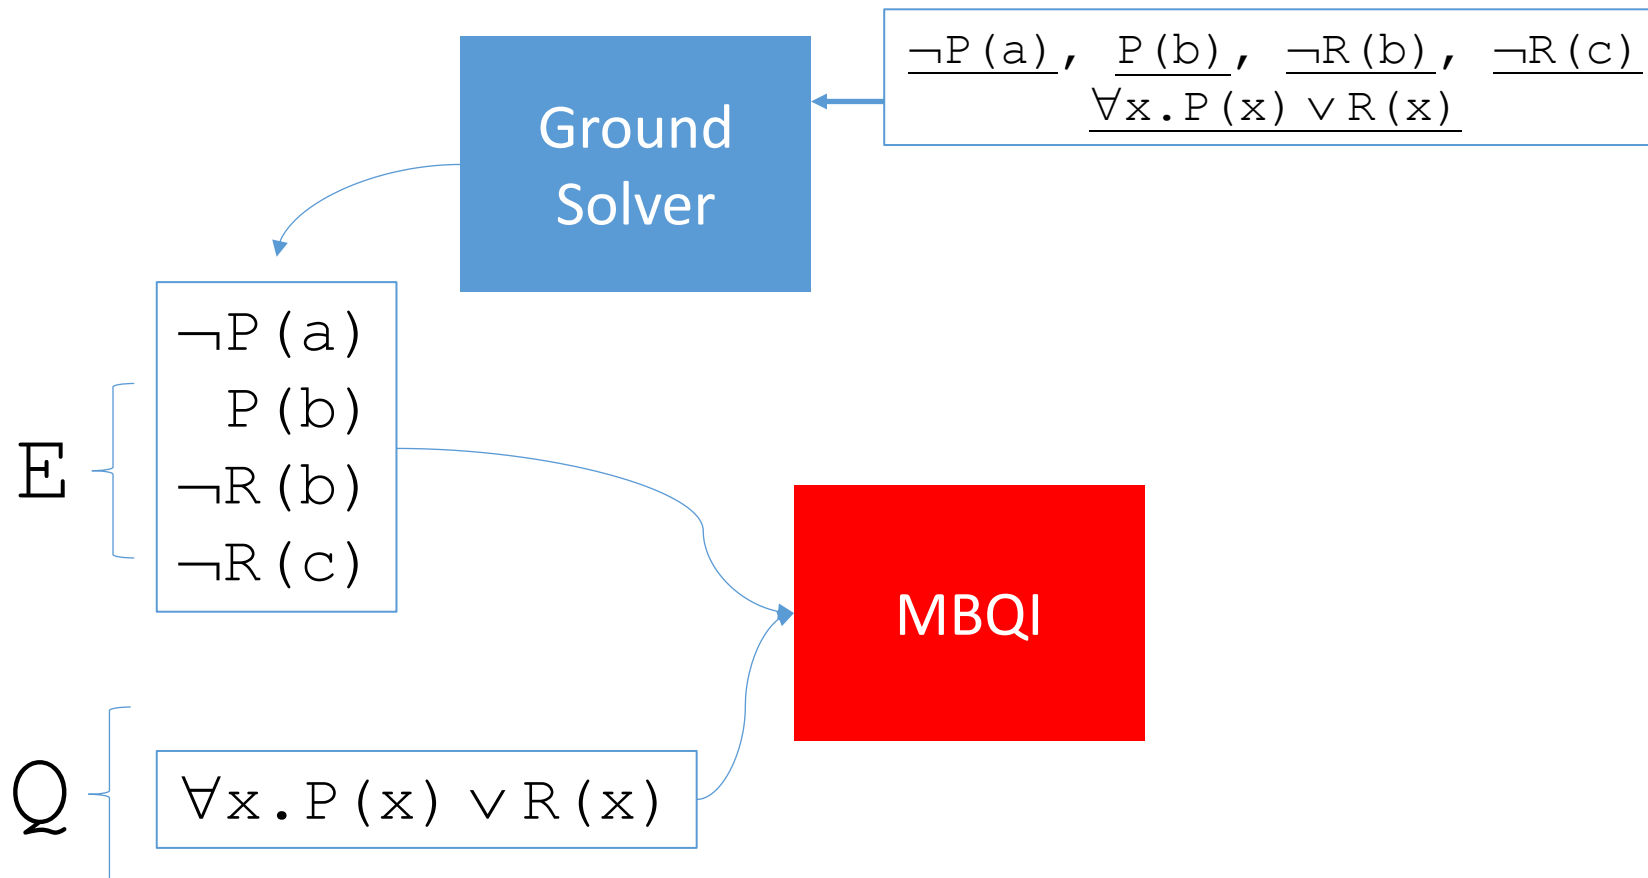 ¬P(a), P(b), ¬R(b), ¬R(c)
∀x.P(x)∨R(x)
Ground
Solver
¬P(a)
P(b)
¬R(b)
¬R(c)
E
MBQI
Q
∀x.P(x)∨R(x)